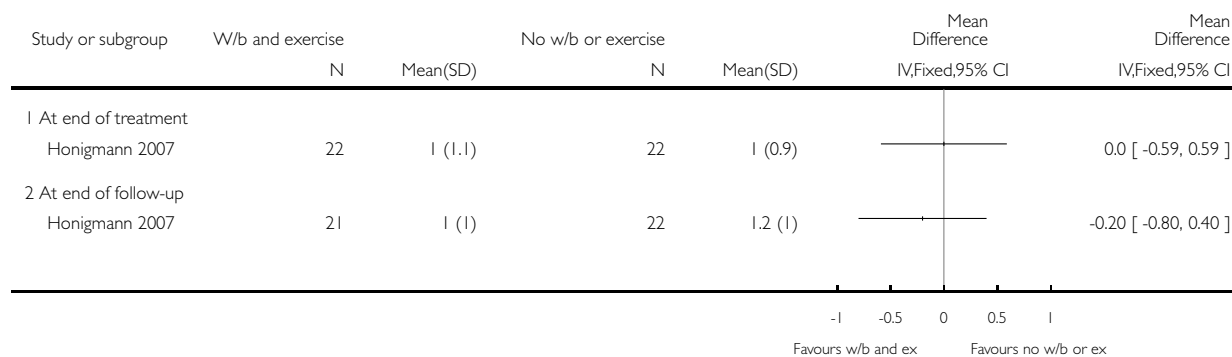 Mean Mean
Study or subgroup W/b and exercise No w/b or exercise Difference Difference
N Mean(SD) N Mean(SD) IV,Fixed,95% CI IV,Fixed,95% CI
1 At end of treatment
Honigmann 2007 22 1 (1.1) 22 1 (0.9) 0.0 [ -0.59, 0.59 ]
2 At end of follow-up
Honigmann 2007 21 1 (1) 22 1.2 (1) -0.20 [ -0.80, 0.40 ]
-1 -0.5 0 0.5 1
Favours w/b and ex Favours no w/b or ex